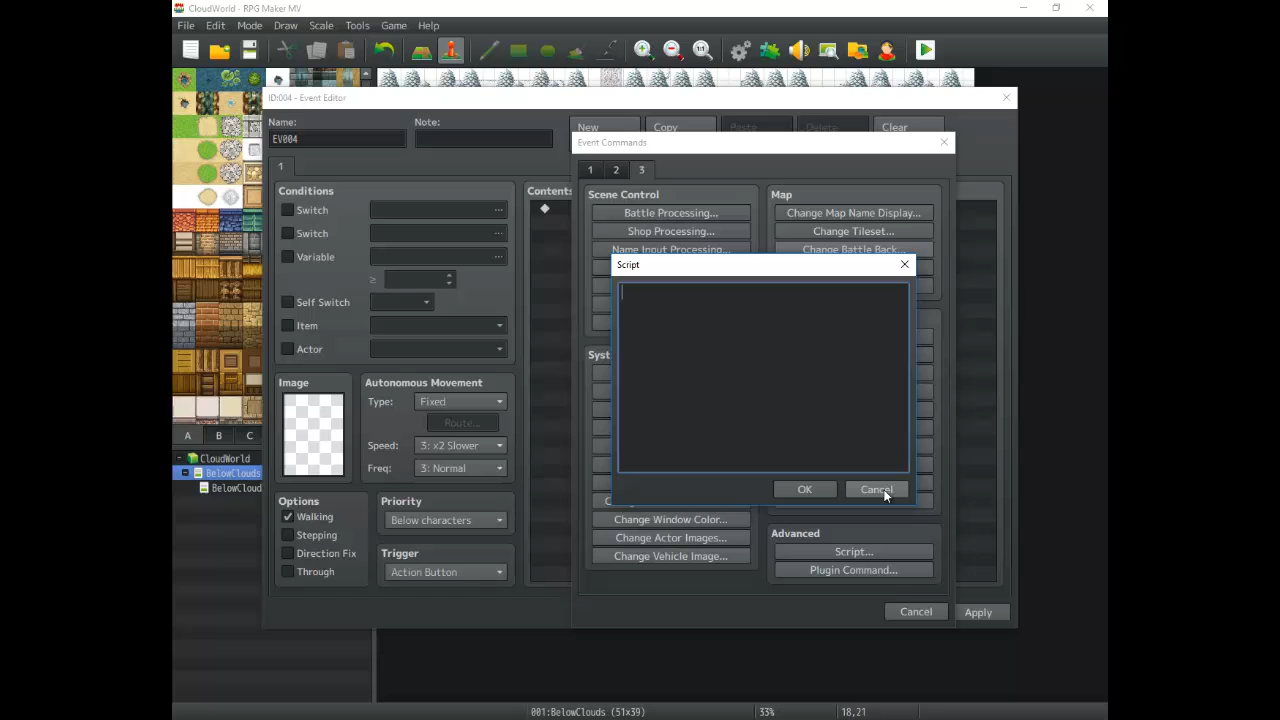 CloudWorld - RPG Maker MV
File Edit Mode Draw Scale Tools Game Help
ID:004 - Event Editor
Name:
Note:
EV004
New
Copy
Paste
Delete
Clear
1
Conditions
Switch
Switch
Variable
≥
Self Switch
Item
Actor
Image
Autonomous Movement
Type:
Fixed
Route...
Speed:
3: x2 Slower
Freq:
3: Normal
Options
Walking
Stepping
Direction Fix
Through
Priority
Below characters
Trigger
Action Button
Contents
Event Commands
1 2 3
Scene Control
Battle Processing...
Shop Processing...
Name Input Processing...
Map
Change Map Name Display...
Change Tileset...
Change Battle Back...
Script
OK
Cancel
Syst
C
Change Window Color...
Change Actor Images...
Change Vehicle Image...
Advanced
Script...
Plugin Command...
Cancel
Apply
A B C
CloudWorld
BelowClouds
BelowCloud
001:BelowClouds (51x39)
33%
18,21